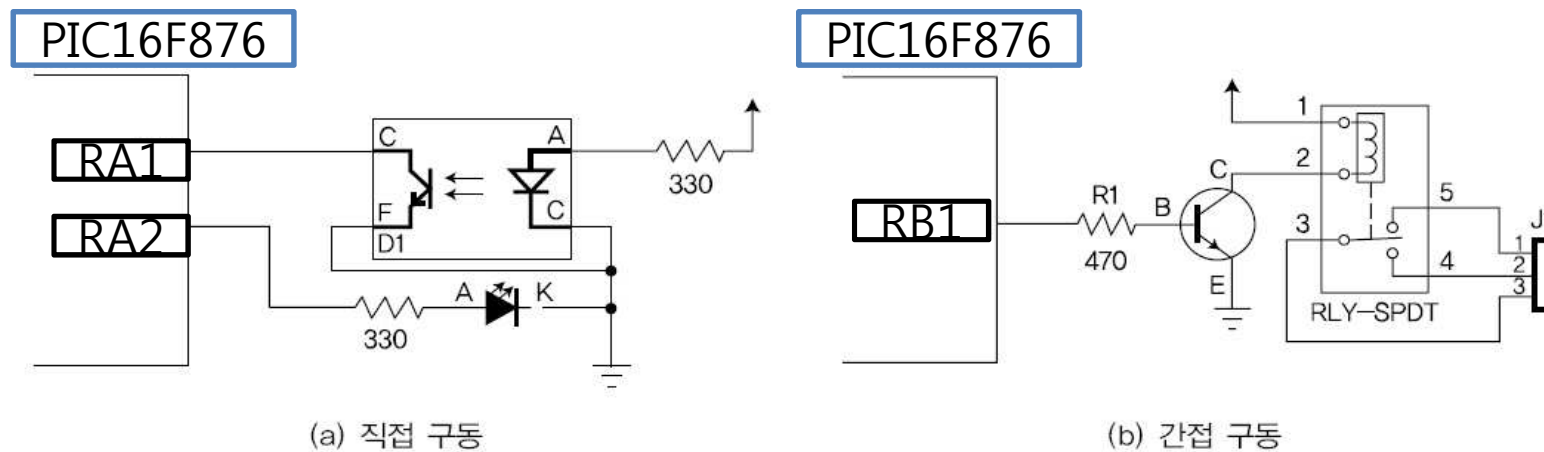 PIC16F876
RA1
RA2
C
A
F
C
D1
330
A
K
330
(a) 직접 구동
PIC16F876
RB1
R1
470
B
C
E
1
2
3
5
4
RLY-SPDT
J
1
2
3
(b) 간접 구동